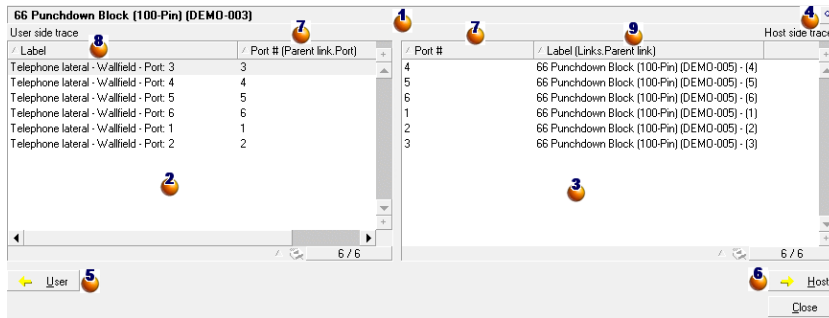 66 Punchdown Block (100-Pin) (DEMO-003)
1
4
User side trace
7
7
9
Host side trace
8
Label
Port # (Parent link.Port)
Port #
Label (Links.Parent link)
Telephone lateral - Wallfield - Port: 3 3
Telephone lateral - Wallfield - Port: 4 4
Telephone lateral - Wallfield - Port: 5 5
Telephone lateral - Wallfield - Port: 6 6
Telephone lateral - Wallfield - Port: 1 1
Telephone lateral - Wallfield - Port: 2 2
4 66 Punchdown Block (100-Pin) (DEMO-005) - (4)
5 66 Punchdown Block (100-Pin) (DEMO-005) - (5)
6 66 Punchdown Block (100-Pin) (DEMO-005) - (6)
1 66 Punchdown Block (100-Pin) (DEMO-005) - (1)
2 66 Punchdown Block (100-Pin) (DEMO-005) - (2)
3 66 Punchdown Block (100-Pin) (DEMO-005) - (3)
2
3
6 / 6
6 / 6
User
5
6
Host
Close